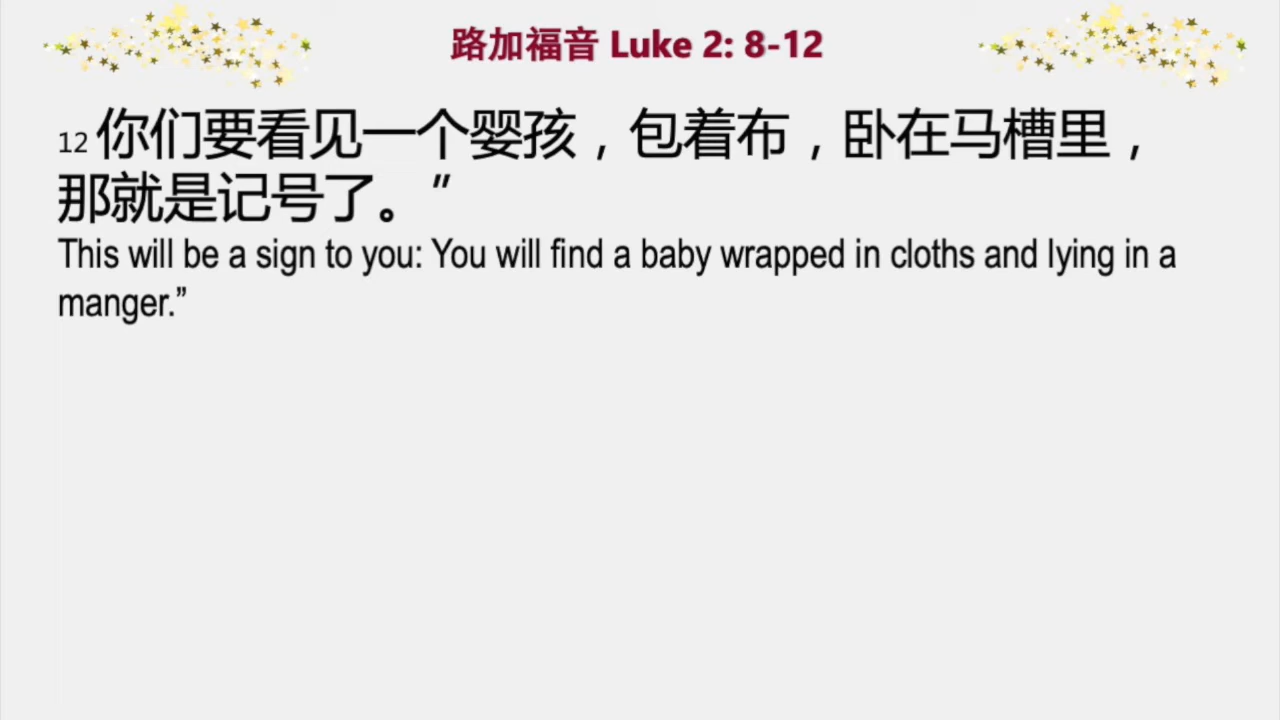 路加福音 Luke 2: 8-12
12 你们要看见一个婴孩，包着布，卧在马槽里，
那就是记号了。”
This will be a sign to you: You will find a baby wrapped in cloths and lying in a
manger.”